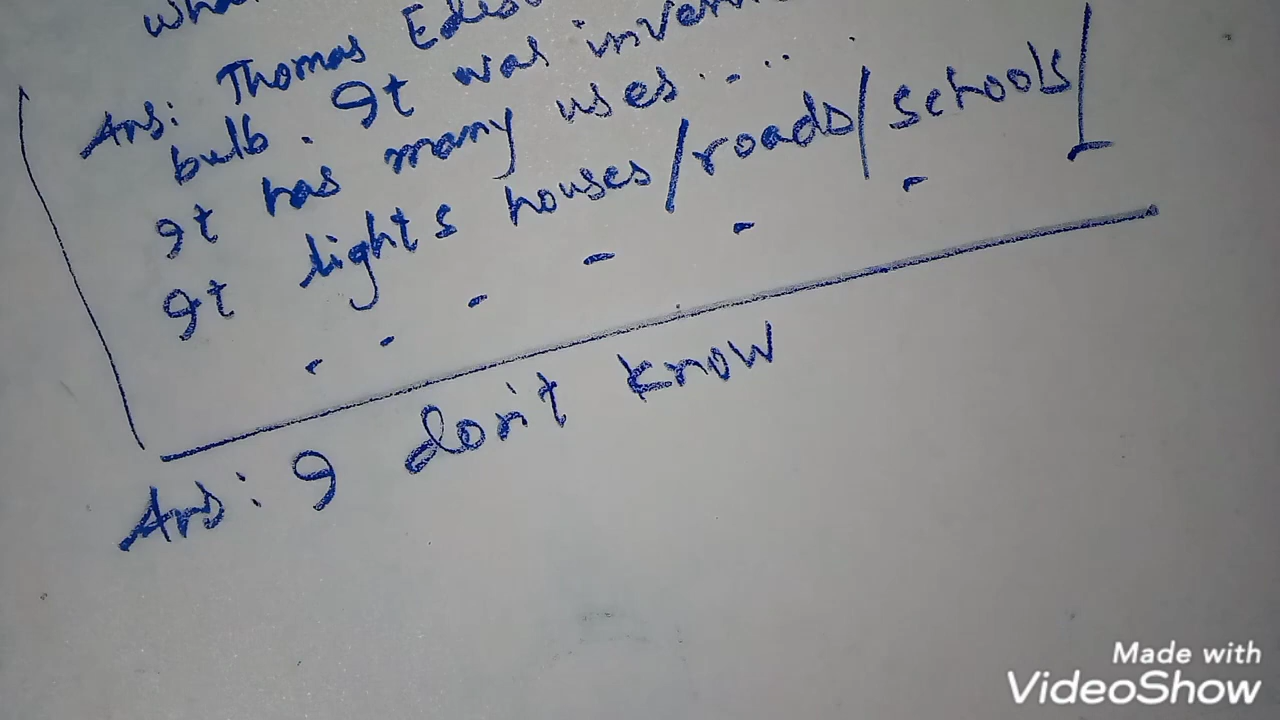 Ans: Thomas
bulb. It was
It has many uses....
It lights houses/roads/schools/
Ans: I don't know
Made with
VideoShow